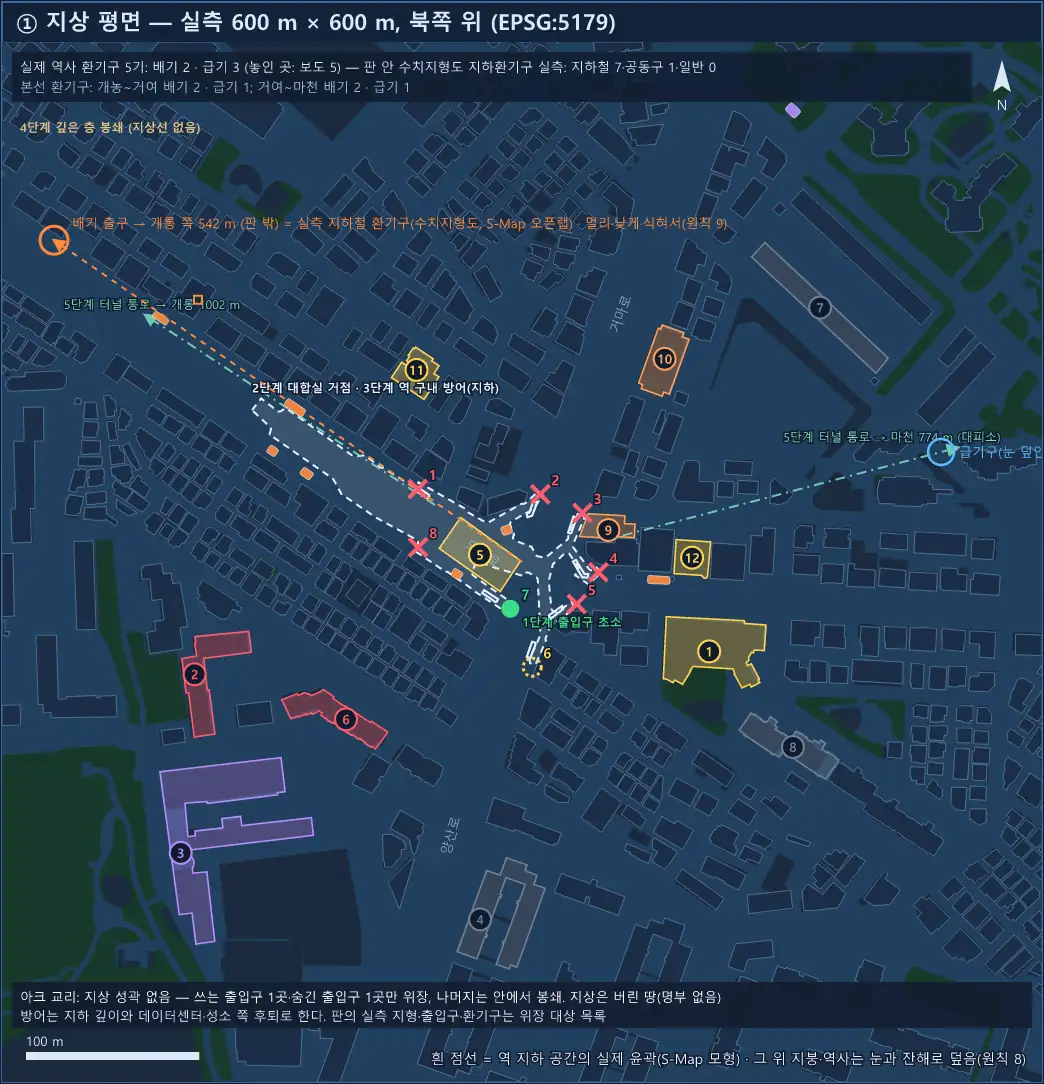 ① 지상 평면 — 실측 600 m × 600 m, 북쪽 위 (EPSG:5179)
실제 역사 환기구 5기: 배기 2 · 급기 3 (놓인 곳: 보도 5) — 판 안 수치지형도 지하환기구 실측: 지하철 7·공동구 1·일반 0
본선 환기구: 개농~거여 배기 2 · 급기 1; 거여~마천 배기 2 · 급기 1
N
4단계 깊은 층 봉쇄 (지상선 없음)
배기 출구 → 개롱 쪽 542 m (판 밖) = 실측 지하철 환기구(수치지형도, S-Map 오픈랩) · 멀리·낮게·식혀서(원칙 9)
5단계 터널 통로 → 개롱 1002 m
거마로
7
10
11
2단계 대합실 거점 · 3단계 역 구내 방어(지하)
5단계 터널 통로 → 마천 774 m (대피소)
급기구(눈 덮인
1
2
3
8
9
5
4
12
7
5
1단계 출입구 초소
6
1
2
6
8
3
양산로
4
아크 교리: 지상 성곽 없음 — 쓰는 출입구 1곳·숨긴 출입구 1곳만 위장, 나머지는 안에서 봉쇄. 지상은 버린 땅(명부 없음)
방어는 지하 깊이와 데이터센터·성소 쪽 후퇴로 한다. 판의 실측 지형·출입구·환기구는 위장 대상 목록
100 m
흰 점선 = 역 지하 공간의 실제 윤곽(S-Map 모형) · 그 위 지붕·역사는 눈과 잔해로 덮음(원칙 8)